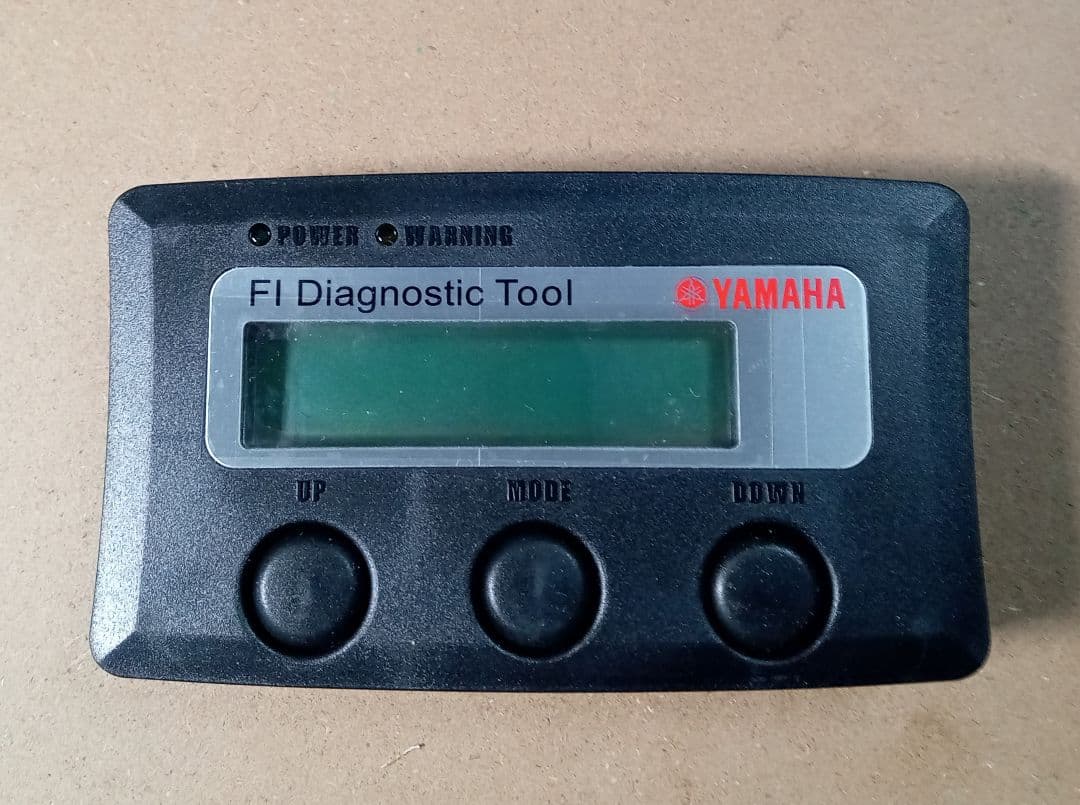 POWER WARNING
FI Diagnostic Tool YAMAHA
UP MODE DOWN